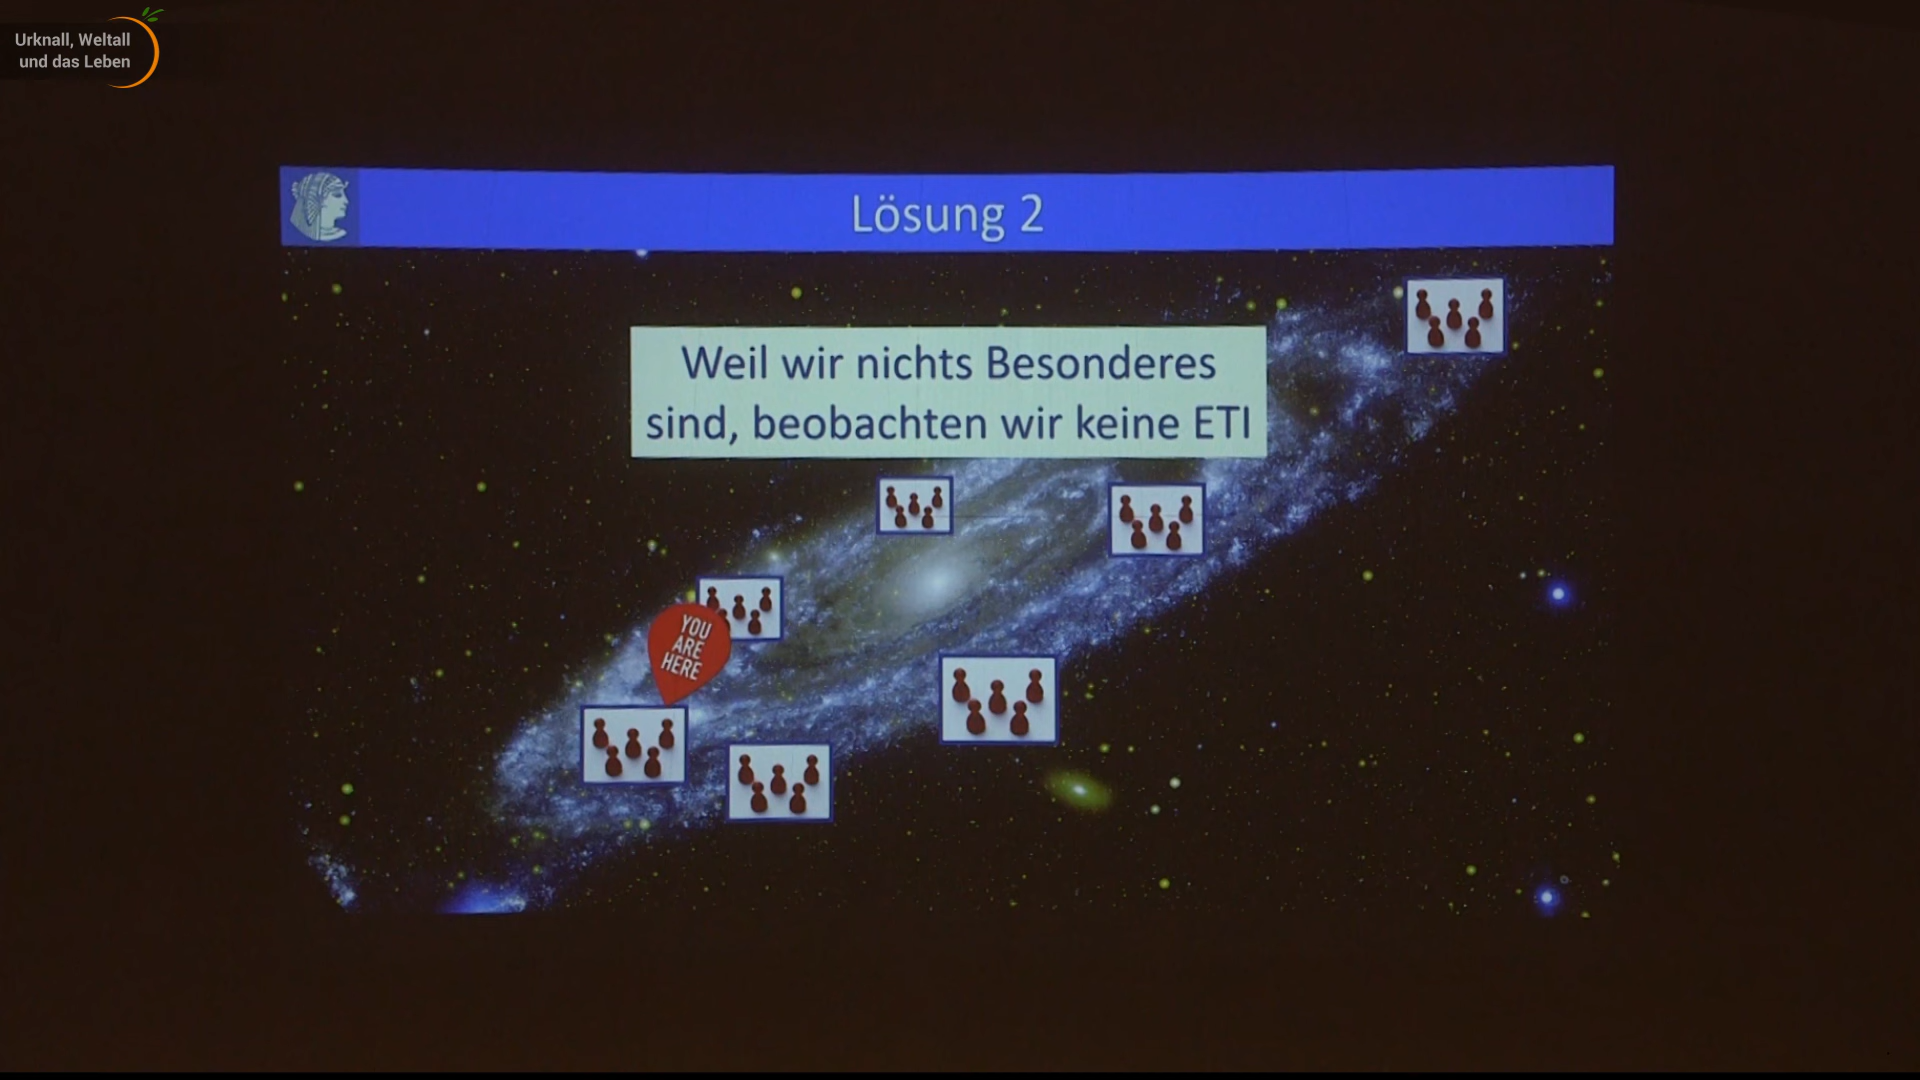 Urknall, Weltall
und das Leben
Lösung 2
Weil wir nichts Besonderes
sind, beobachten wir keine ETI
YOU
ARE
HERE